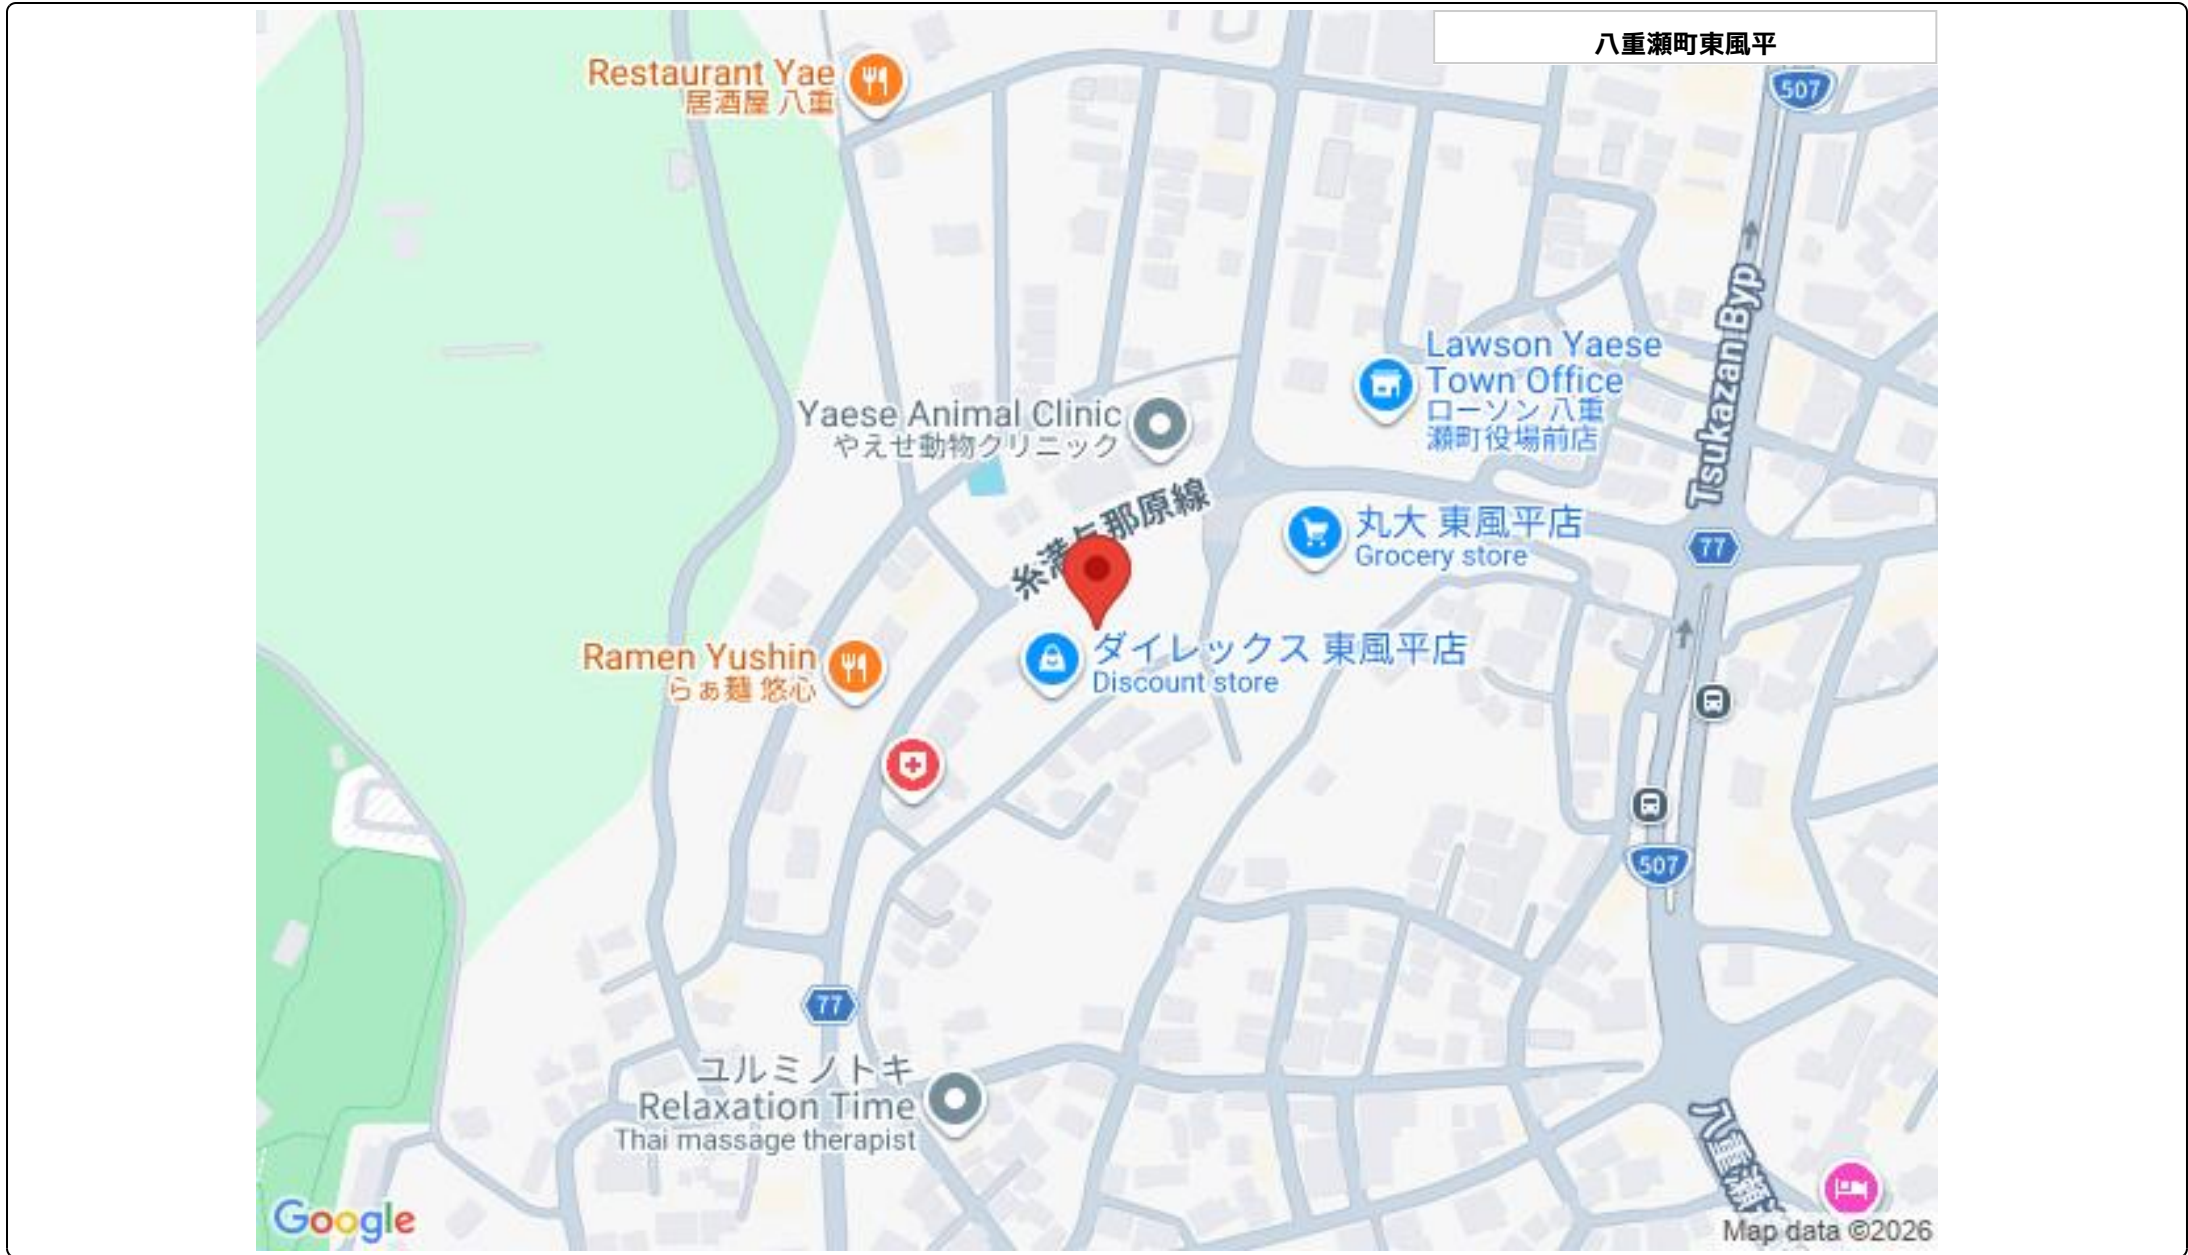 八重瀬町東風平
507
Restaurant Yae
居酒屋 八重
Tsukazan Byp
Lawson Yaese
Town Office
ローソン 八重
瀬町役場前店
Yaese Animal Clinic
やえせ動物クリニック
糸満与那原線
丸大 東風平店
Grocery store
77
ダイレックス 東風平店
Discount store
Ramen Yushin
らぁ麺 悠心
507
77
ユルミノトキ
Relaxation Time
Thai massage therapist
八重瀬
Google
Map data ©2026